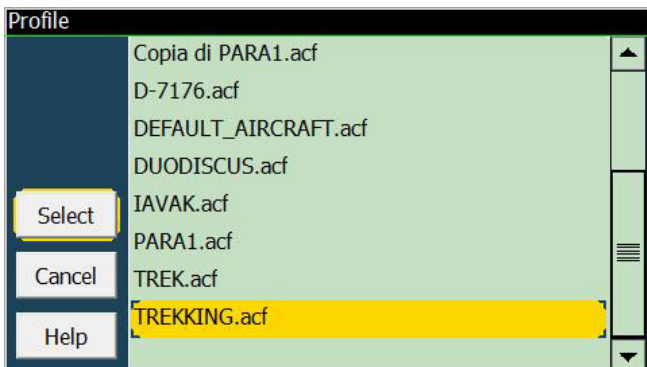 Profile
Copia di PARA1.acf
D-7176.acf
DEFAULT_AIRCRAFT.acf
DUODISCUS.acf
IAVAK.acf
PARA1.acf
TREK.acf
TREKKING.acf
Select
Cancel
Help